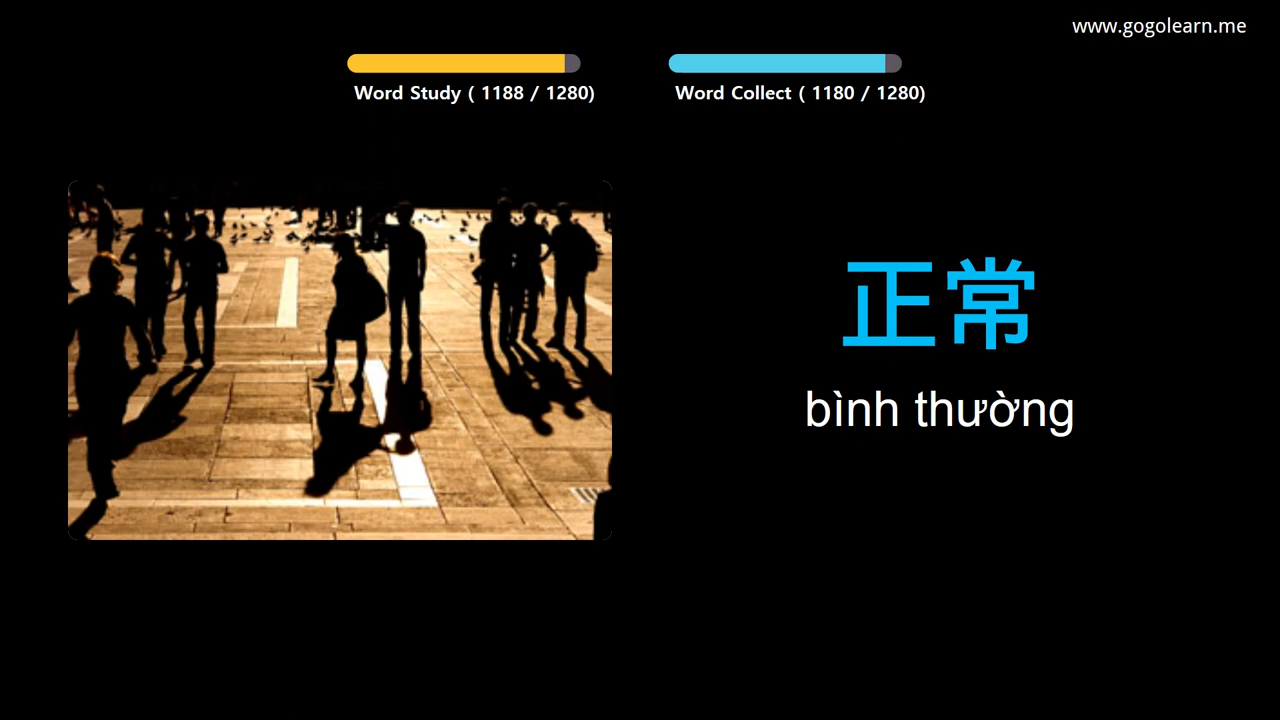 www.gogolearn.me
Word Study ( 1188 / 1280)
Word Collect ( 1180 / 1280)
正常
bình thường